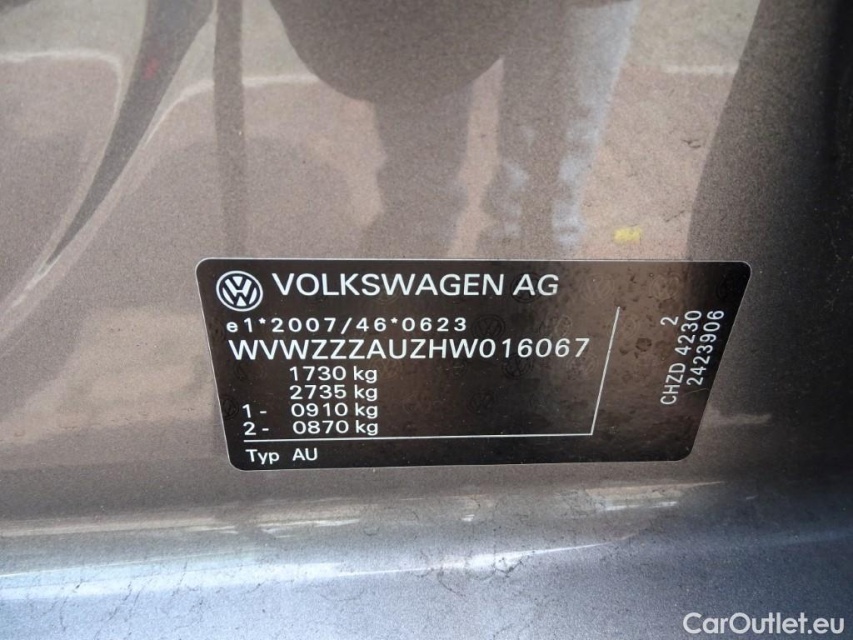 VOLKSWAGEN AG
e1*2007/46*0623
WVWZZZAUZHW016067
1730 kg
2735 kg
1- 0910 kg
2- 0870 kg
Typ AU
2
CHZD 4230
2423906
CarOutlet.eu